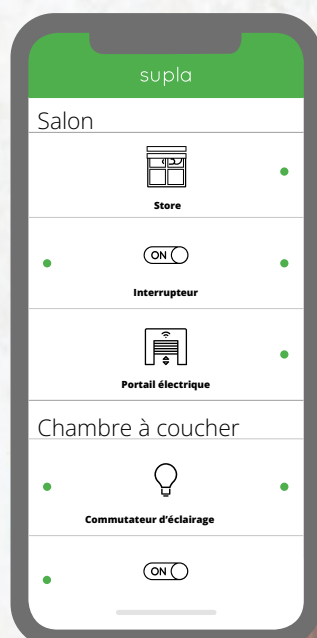 supla
Salon
Store
ON
Interrupteur
Portail électrique
Chambre à coucher
Commutateur d'éclairage
ON